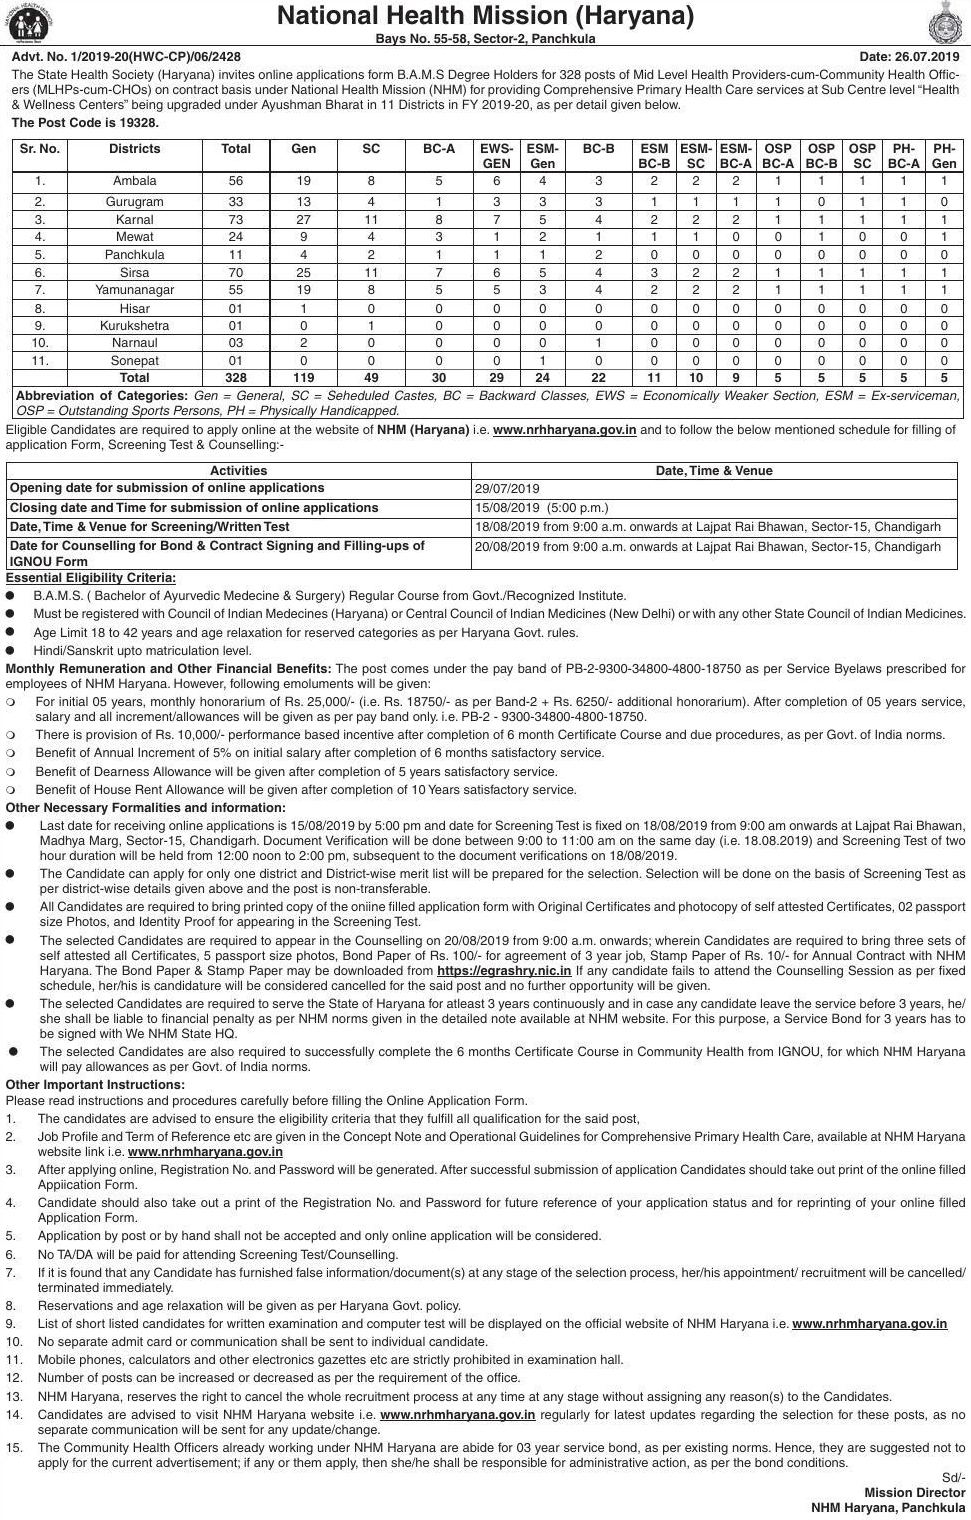 National Health Mission (Haryana)
Bays No. 55-58, Sector-2, Panchkula
Advt. No. 1/2019-20(HWC-CP)/06/2428 Date: 26.07.2019
The State Health Society (Haryana) invites online applications form B.A.M.S Degree Holders for 328 posts of Mid Level Health Providers-cum-Community Health Offic-
ers (MLHPs-cum-CHOs) on contract basis under National Health Mission (NHM) for providing Comprehensive Primary Health Care services at Sub Centre level “Health
& Wellness Centers” being upgraded under Ayushman Bharat in 11 Districts in FY 2019-20, as per detail given below.
The Post Code is 19328.
Sr. No. Districts Total Gen SC BC-A EWS- ESM- BC-B ESM ESM- ESM- OSP OSP OSP PH- PH-
GEN Gen BC-B SC BC-A BC-A BC-B SC BC-A Gen
1. Ambala 56 19 8 5 6 4 3 2 2 2 1 1 1 1 1
2. Gurugram 33 13 4 1 3 3 3 1 1 1 1 0 1 1 0
3. Karnal 73 27 11 8 7 5 4 2 2 2 1 1 1 1 1
4. Mewat 24 9 4 3 1 2 1 1 1 0 0 1 0 0 1
5. Panchkula 11 4 2 1 1 1 2 0 0 0 0 0 0 0 0
6. Sirsa 70 25 11 7 6 5 4 3 2 2 1 1 1 1 1
7. Yamunanagar 55 19 8 5 5 3 4 2 2 2 1 1 1 1 1
8. Hisar 01 1 0 0 0 0 0 0 0 0 0 0 0 0 0
9. Kurukshetra 01 0 1 0 0 0 0 0 0 0 0 0 0 0 0
10. Narnaul 03 2 0 0 0 0 1 0 0 0 0 0 0 0 0
11. Sonepat 01 0 0 0 0 1 0 0 0 0 0 0 0 0 0
Total 328 119 49 30 29 24 22 11 10 9 5 5 5 5 5
Abbreviation of Categories: Gen = General, SC = Seheduled Castes, BC = Backward Classes, EWS = Economically Weaker Section, ESM = Ex-serviceman,
OSP = Outstanding Sports Persons, PH = Physically Handicapped.
Eligible Candidates are required to apply online at the website of NHM (Haryana) i.e. www.nrhharyana.gov.in and to follow the below mentioned schedule for filling of
application Form, Screening Test & Counselling:-
Activities Date, Time & Venue
Opening date for submission of online applications 29/07/2019
Closing date and Time for submission of online applications 15/08/2019 (5:00 p.m.)
Date, Time & Venue for Screening/Written Test 18/08/2019 from 9:00 a.m. onwards at Lajpat Rai Bhawan, Sector-15, Chandigarh
Date for Counselling for Bond & Contract Signing and Filling-ups of 20/08/2019 from 9:00 a.m. onwards at Lajpat Rai Bhawan, Sector-15, Chandigarh
IGNOU Form
Essential Eligibility Criteria:
● B.A.M.S. ( Bachelor of Ayurvedic Medecine & Surgery) Regular Course from Govt./Recognized Institute.
● Must be registered with Council of Indian Medecines (Haryana) or Central Council of Indian Medicines (New Delhi) or with any other State Council of Indian Medicines.
● Age Limit 18 to 42 years and age relaxation for reserved categories as per Haryana Govt. rules.
● Hindi/Sanskrit upto matriculation level.
Monthly Remuneration and Other Financial Benefits: The post comes under the pay band of PB-2-9300-34800-4800-18750 as per Service Byelaws prescribed for
employees of NHM Haryana. However, following emoluments will be given:
❍ For initial 05 years, monthly honorarium of Rs. 25,000/- (i.e. Rs. 18750/- as per Band-2 + Rs. 6250/- additional honorarium). After completion of 05 years service,
salary and all increment/allowances will be given as per pay band only. i.e. PB-2 - 9300-34800-4800-18750.
❍ There is provision of Rs. 10,000/- performance based incentive after completion of 6 month Certificate Course and due procedures, as per Govt. of India norms.
❍ Benefit of Annual Increment of 5% on initial salary after completion of 6 months satisfactory service.
❍ Benefit of Dearness Allowance will be given after completion of 5 years satisfactory service.
❍ Benefit of House Rent Allowance will be given after completion of 10 Years satisfactory service.
Other Necessary Formalities and information:
● Last date for receiving online applications is 15/08/2019 by 5:00 pm and date for Screening Test is fixed on 18/08/2019 from 9:00 am onwards at Lajpat Rai Bhawan,
Madhya Marg, Sector-15, Chandigarh. Document Verification will be done between 9:00 to 11:00 am on the same day (i.e. 18.08.2019) and Screening Test of two
hour duration will be held from 12:00 noon to 2:00 pm, subsequent to the document verifications on 18/08/2019.
● The Candidate can apply for only one district and District-wise merit list will be prepared for the selection. Selection will be done on the basis of Screening Test as
per district-wise details given above and the post is non-transferable.
● All Candidates are required to bring printed copy of the oniine filled application form with Original Certificates and photocopy of self attested Certificates, 02 passport
size Photos, and Identity Proof for appearing in the Screening Test.
● The selected Candidates are required to appear in the Counselling on 20/08/2019 from 9:00 a.m. onwards; wherein Candidates are required to bring three sets of
self attested all Certificates, 5 passport size photos, Bond Paper of Rs. 100/- for agreement of 3 year job, Stamp Paper of Rs. 10/- for Annual Contract with NHM
Haryana. The Bond Paper & Stamp Paper may be downloaded from https://egrashry.nic.in If any candidate fails to attend the Counselling Session as per fixed
schedule, her/his is candidature will be considered cancelled for the said post and no further opportunity will be given.
● The selected Candidates are required to serve the State of Haryana for atleast 3 years continuously and in case any candidate leave the service before 3 years, he/
she shall be liable to financial penalty as per NHM norms given in the detailed note available at NHM website. For this purpose, a Service Bond for 3 years has to
be signed with We NHM State HQ.
● The selected Candidates are also required to successfully complete the 6 months Certificate Course in Community Health from IGNOU, for which NHM Haryana
will pay allowances as per Govt. of India norms.
Other Important Instructions:
Please read instructions and procedures carefully before filling the Online Application Form.
1. The candidates are advised to ensure the eligibility criteria that they fulfill all qualification for the said post,
2. Job Profile and Term of Reference etc are given in the Concept Note and Operational Guidelines for Comprehensive Primary Health Care, available at NHM Haryana
website link i.e. www.nrhmharyana.gov.in
3. After applying online, Registration No. and Password will be generated. After successful submission of application Candidates should take out print of the online filled
Appiication Form.
4. Candidate should also take out a print of the Registration No. and Password for future reference of your application status and for reprinting of your online filled
Application Form.
5. Application by post or by hand shall not be accepted and only online application will be considered.
6. No TA/DA will be paid for attending Screening Test/Counselling.
7. If it is found that any Candidate has furnished false information/document(s) at any stage of the selection process, her/his appointment/ recruitment will be cancelled/
terminated immediately.
8. Reservations and age relaxation will be given as per Haryana Govt. policy.
9. List of short listed candidates for written examination and computer test will be displayed on the official website of NHM Haryana i.e. www.nrhmharyana.gov.in
10. No separate admit card or communication shall be sent to individual candidate.
11. Mobile phones, calculators and other electronics gazettes etc are strictly prohibited in examination hall.
12. Number of posts can be increased or decreased as per the requirement of the office.
13. NHM Haryana, reserves the right to cancel the whole recruitment process at any time at any stage without assigning any reason(s) to the Candidates.
14. Candidates are advised to visit NHM Haryana website i.e. www.nrhmharyana.gov.in regularly for latest updates regarding the selection for these posts, as no
separate communication will be sent for any update/change.
15. The Community Health Officers already working under NHM Haryana are abide for 03 year service bond, as per existing norms. Hence, they are suggested not to
apply for the current advertisement; if any or them apply, then she/he shall be responsible for administrative action, as per the bond conditions.
Sd/-
Mission Director
NHM Haryana, Panchkula